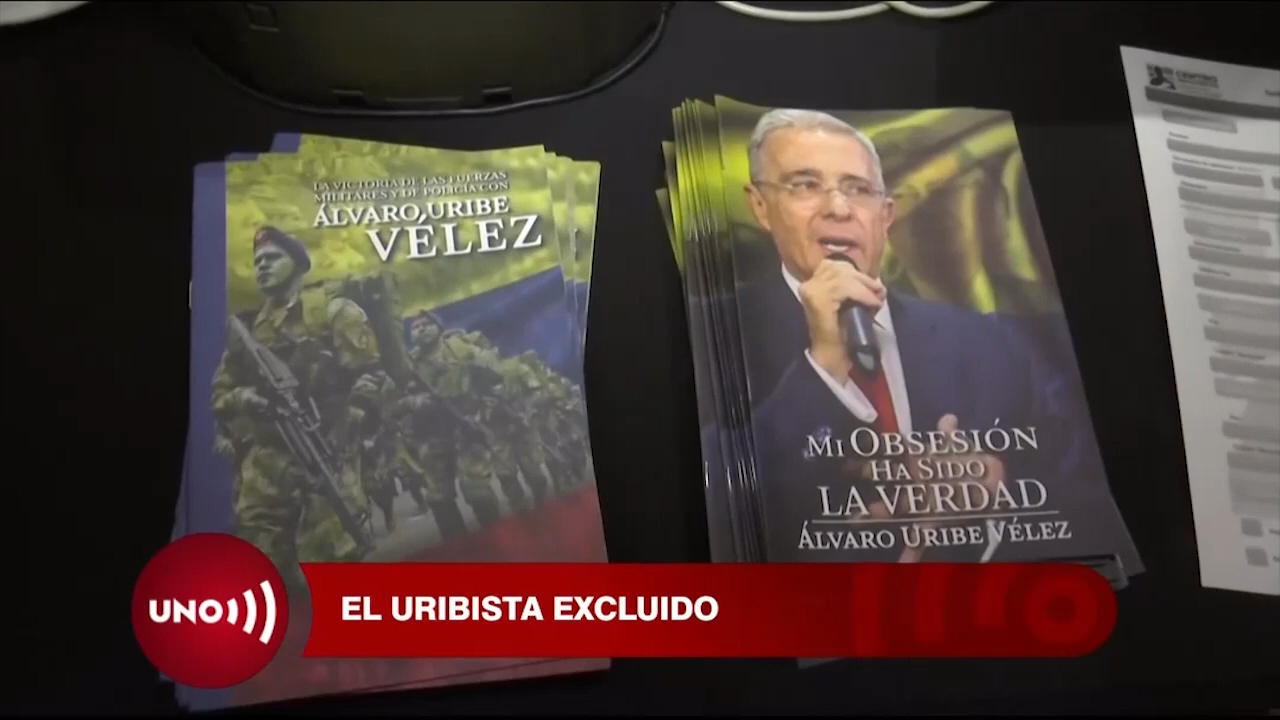 LA VICTORIA DE LAS FUERZAS
MILITARES Y DE POLICÍA CON
ÁLVARO URIBE
VÉLEZ
MI OBSESIÓN
HA SIDO
LA VERDAD
ÁLVARO URIBE VÉLEZ
CENTRO
UNO
EL URIBISTA EXCLUIDO